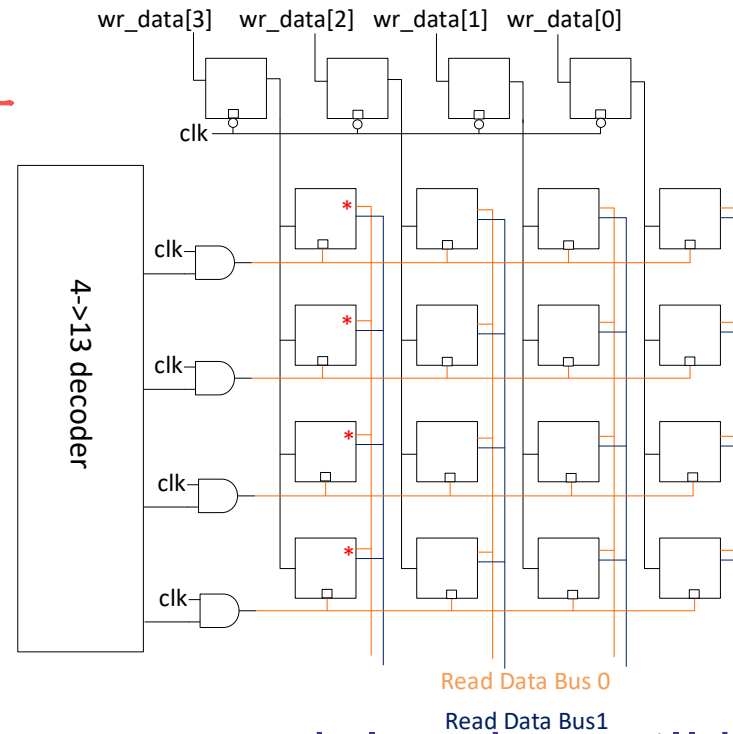 wr_data[3] wr_data[2] wr_data[1] wr_data[0]
clk
*
clk
*
clk
4->13 decoder
*
clk
*
clk
Read Data Bus 0
Read Data Bus1